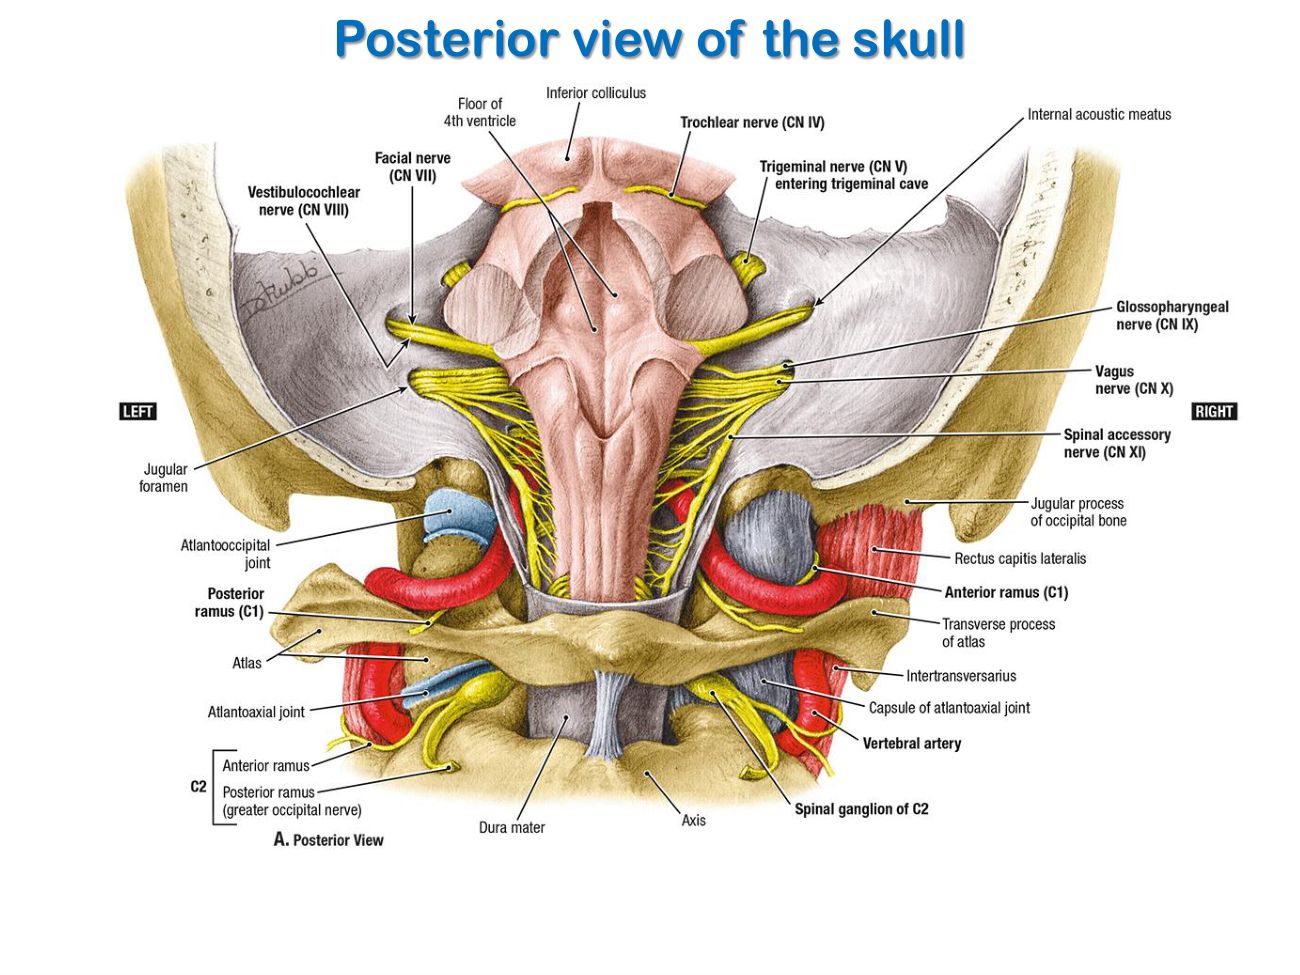 Posterior view of the skull
Inferior colliculus
Floor of
4th ventricle
Trochlear nerve (CN IV)
Internal acoustic meatus
Facial nerve
(CN VII)
Trigeminal nerve (CN V)
entering trigeminal cave
Vestibulocochlear
nerve (CN VIII)
Glossopharyngeal
nerve (CN IX)
Vagus
nerve (CN X)
LEFT
RIGHT
Spinal accessory
nerve (CN XI)
Jugular
foramen
Jugular process
of occipital bone
Atlantooccipital
joint
Rectus capitis lateralis
Posterior
ramus (C1)
Anterior ramus (C1)
Transverse process
of atlas
Atlas
Intertransversarius
Atlantoaxial joint
Capsule of atlantoaxial joint
Vertebral artery
C2
Anterior ramus
Posterior ramus
(greater occipital nerve)
Spinal ganglion of C2
Dura mater
Axis
A. Posterior View